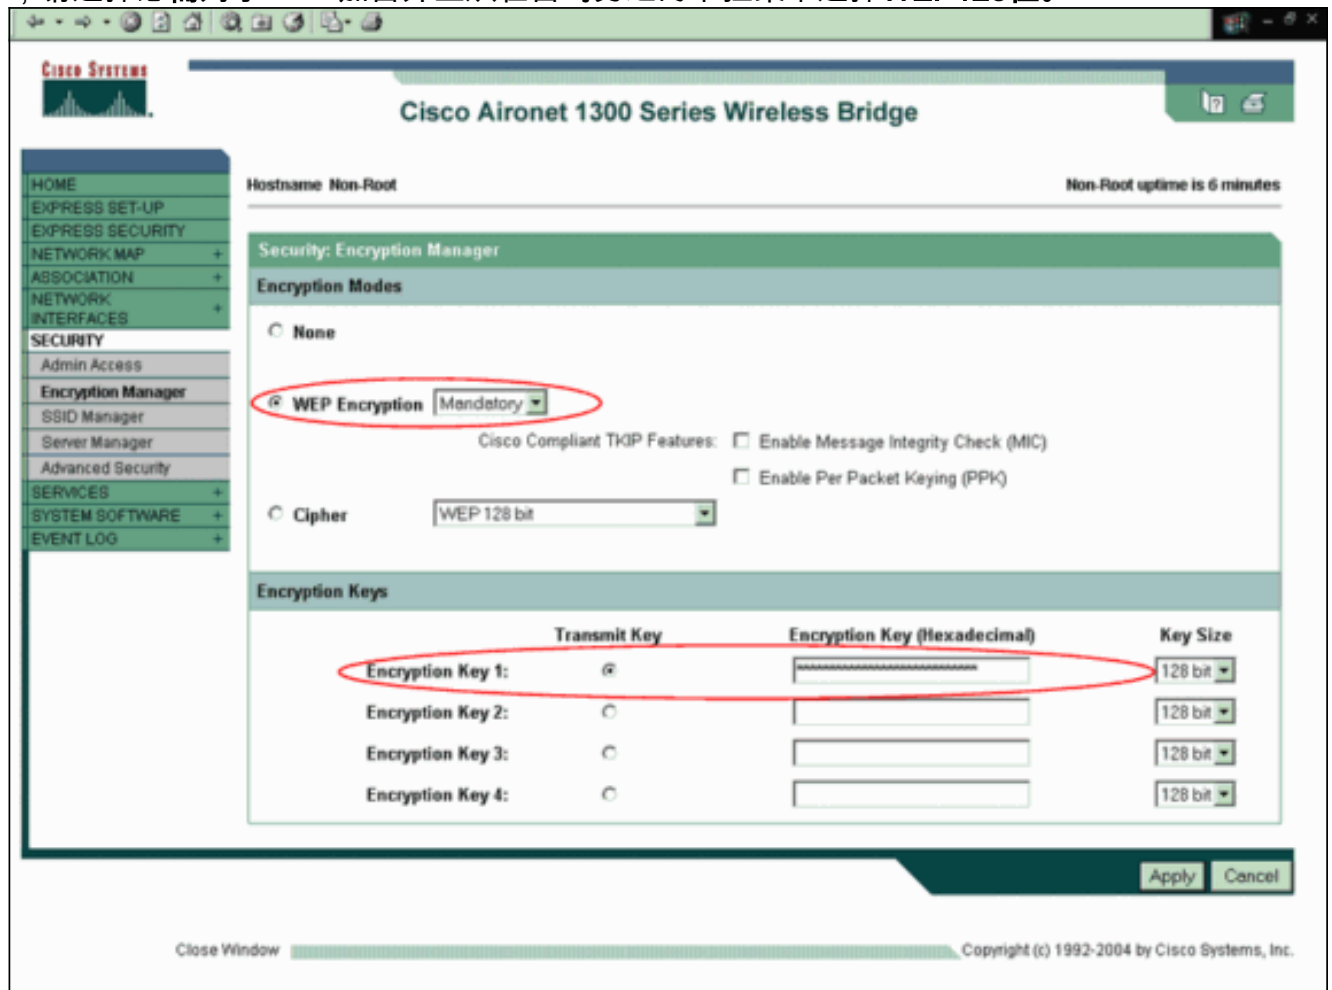 CISCO SYSTEMS
Cisco Aironet 1300 Series Wireless Bridge
HOME
EXPRESS SET-UP
EXPRESS SECURITY
NETWORK MAP +
ASSOCIATION +
NETWORK INTERFACES +
SECURITY
Admin Access
Encryption Manager
SSID Manager
Server Manager
Advanced Security
SERVICES +
SYSTEM SOFTWARE +
EVENT LOG +
Hostname Non-Root
Non-Root uptime is 6 minutes
Security: Encryption Manager
Encryption Modes
None
WEP Encryption Mandatory
Cisco Compliant TKIP Features: Enable Message Integrity Check (MIC)
Enable Per Packet Keying (PPK)
Cipher WEP 128 bit
Encryption Keys
Transmit Key Encryption Key (Hexadecimal) Key Size
Encryption Key 1: 128 bit
Encryption Key 2: 128 bit
Encryption Key 3: 128 bit
Encryption Key 4: 128 bit
Apply Cancel
Close Window
Copyright (c) 1992-2004 by Cisco Systems, Inc.